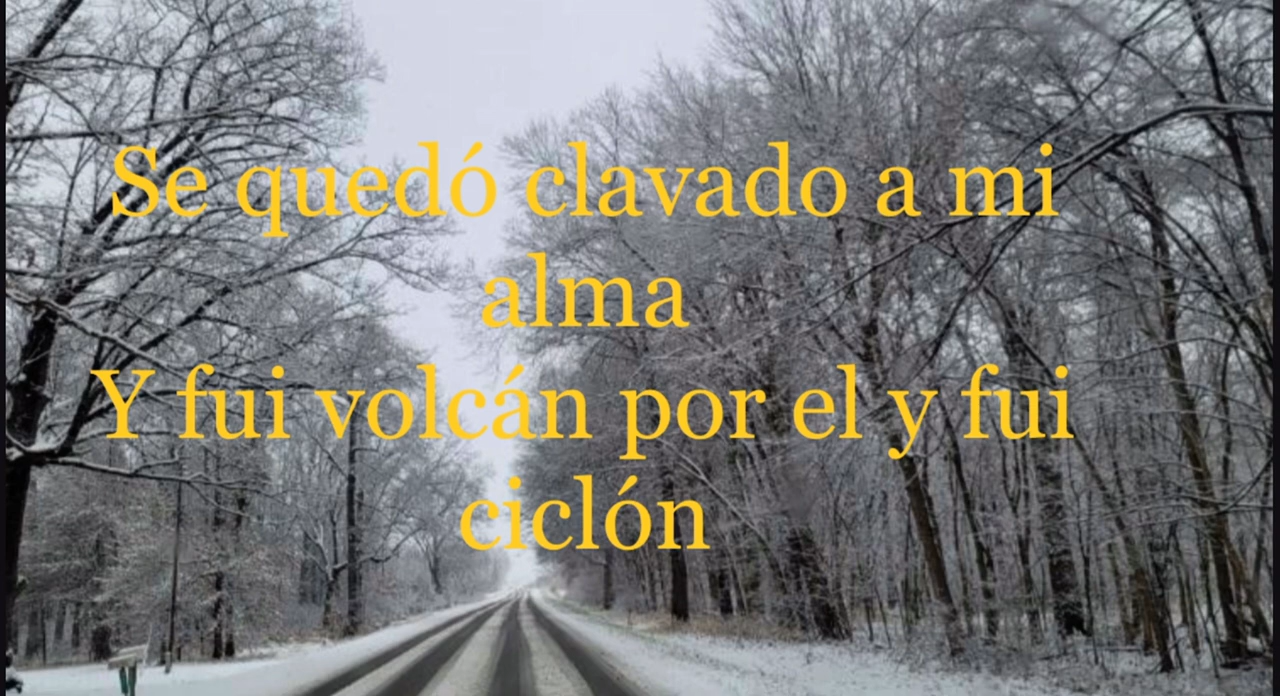 Se quedó clavado a mi
alma
Y fui volcán por el y fui
ciclón